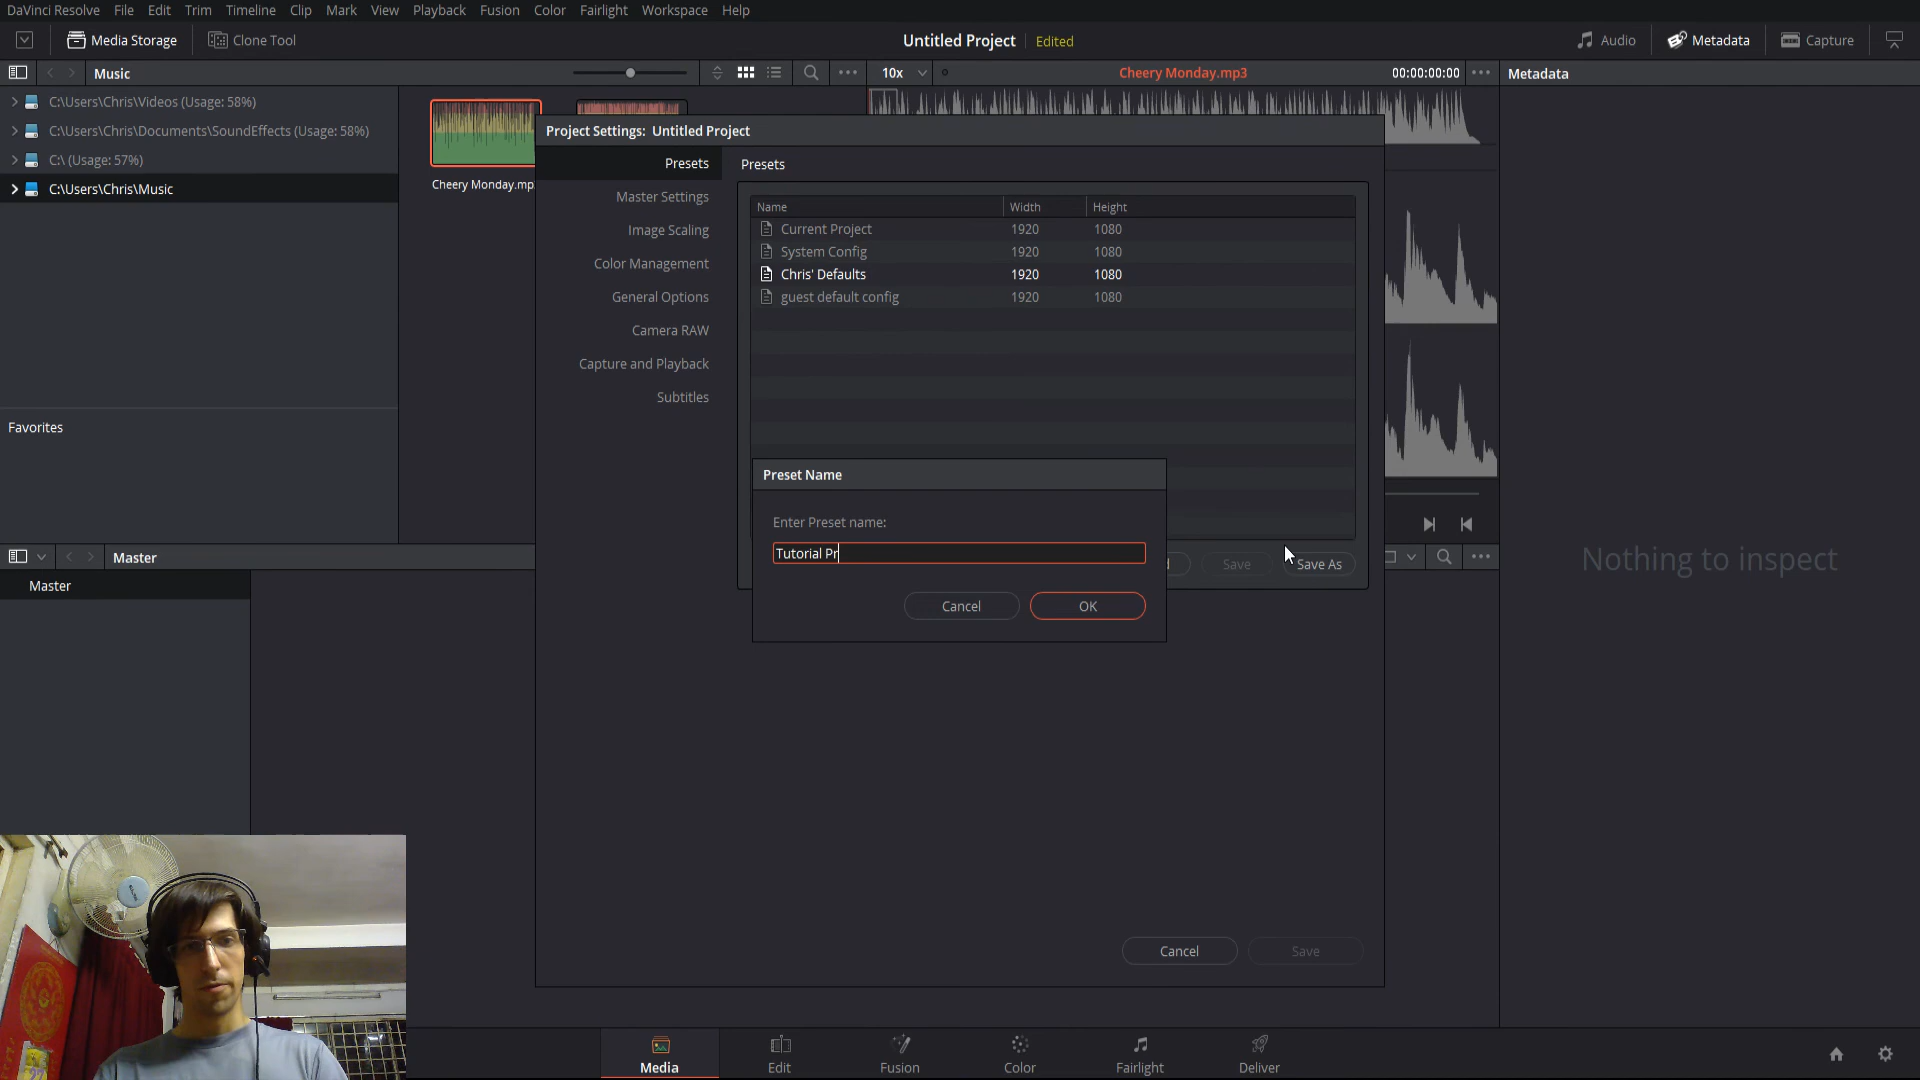 DaVinci Resolve File Edit Trim Timeline Clip Mark View Playback Fusion Color Fairlight Workspace Help
Media Storage Clone Tool Untitled Project Edited Audio Metadata Capture
Music 10x Cheery Monday.mp3 00:00:00:00 Metadata
C:\Users\Chris\Videos (Usage: 58%)
C:\Users\Chris\Documents\SoundEffects (Usage: 58%)
C:\ (Usage: 57%)
C:\Users\Chris\Music
Cheery Monday.mp
Favorites
Project Settings: Untitled Project
Presets
Master Settings
Image Scaling
Color Management
General Options
Camera RAW
Capture and Playback
Subtitles
Presets
Name Width Height
Current Project 1920 1080
System Config 1920 1080
Chris' Defaults 1920 1080
guest default config 1920 1080
Preset Name
Enter Preset name:
Tutorial Pr
Cancel OK
Save Save As
Cancel Save
Nothing to inspect
Master
Master
Media Edit Fusion Color Fairlight Deliver